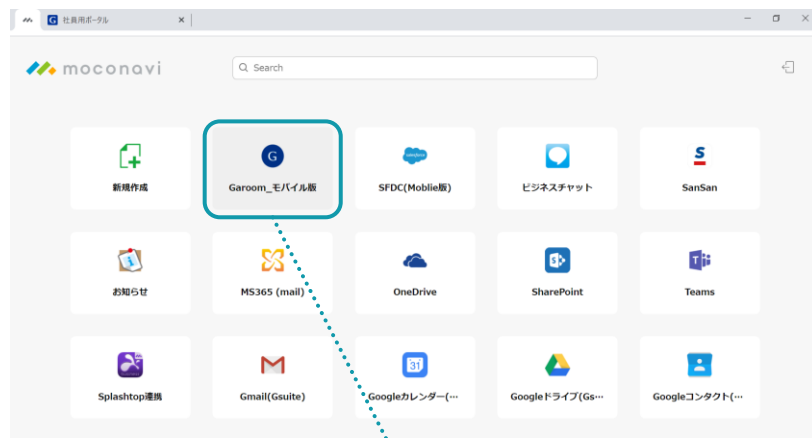 G 社員用ポータル ×
moconavi
Search
G
新規作成
Garoom_モバイル版
salesforce
SFDC(Moblie版)
ビジネスチャット
S
SanSan
お知らせ
MS365 (mail)
OneDrive
S
SharePoint
T
Teams
Splashtop連携
Gmail(Gsuite)
31
Googleカレンダー(…
Googleドライブ(Gs…
Googleコンタクト(…